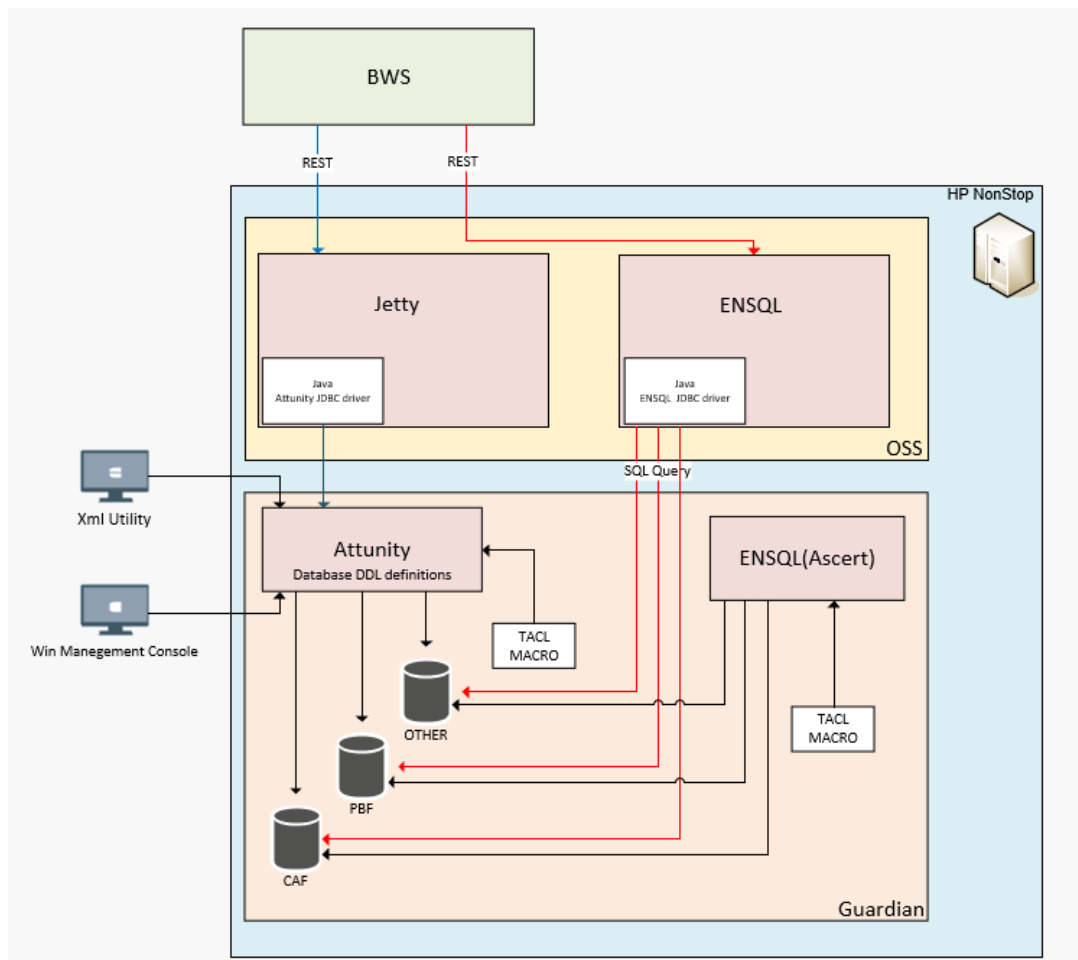 BWS
REST
REST
HP NonStop
Jetty
ENSQL
Java
Attunity JDBC driver
Java
ENSQL JDBC driver
OSS
SQL Query
Xml Utility
Attunity
Database DDL definitions
ENSQL(Ascert)
Win Manegement Console
TACL
MACRO
OTHER
TACL
MACRO
PBF
CAF
Guardian